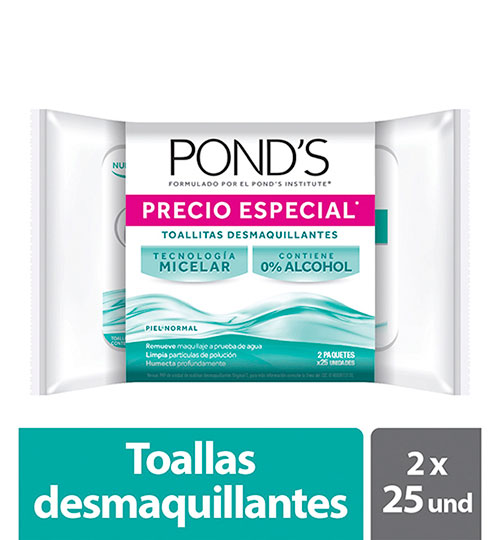 POND'S
FORMULADO POR EL POND'S INSTITUTE®
PRECIO ESPECIAL*
TOALLITAS DESMAQUILLANTES
TECNOLOGÍA
MICELAR
CONTIENE
0% ALCOHOL
PIEL NORMAL
Remueve maquillaje a prueba de agua
Limpia partículas de polución
Humecta profundamente
2 PAQUETES
x25 UNIDADES
Toallas
desmaquillantes
2 x
25 und